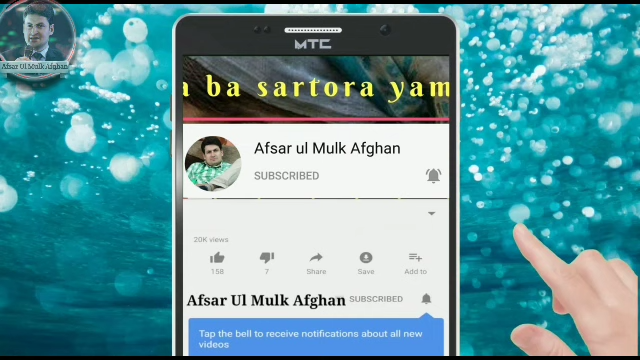 Afsar Ul Mulk Afghan
MTC
a ba sartora yam
Afsar ul Mulk Afghan
SUBSCRIBED
20K views
158
7
Share
Save
Add to
Afsar Ul Mulk Afghan SUBSCRIBED
Tap the bell to receive notifications about all new
videos